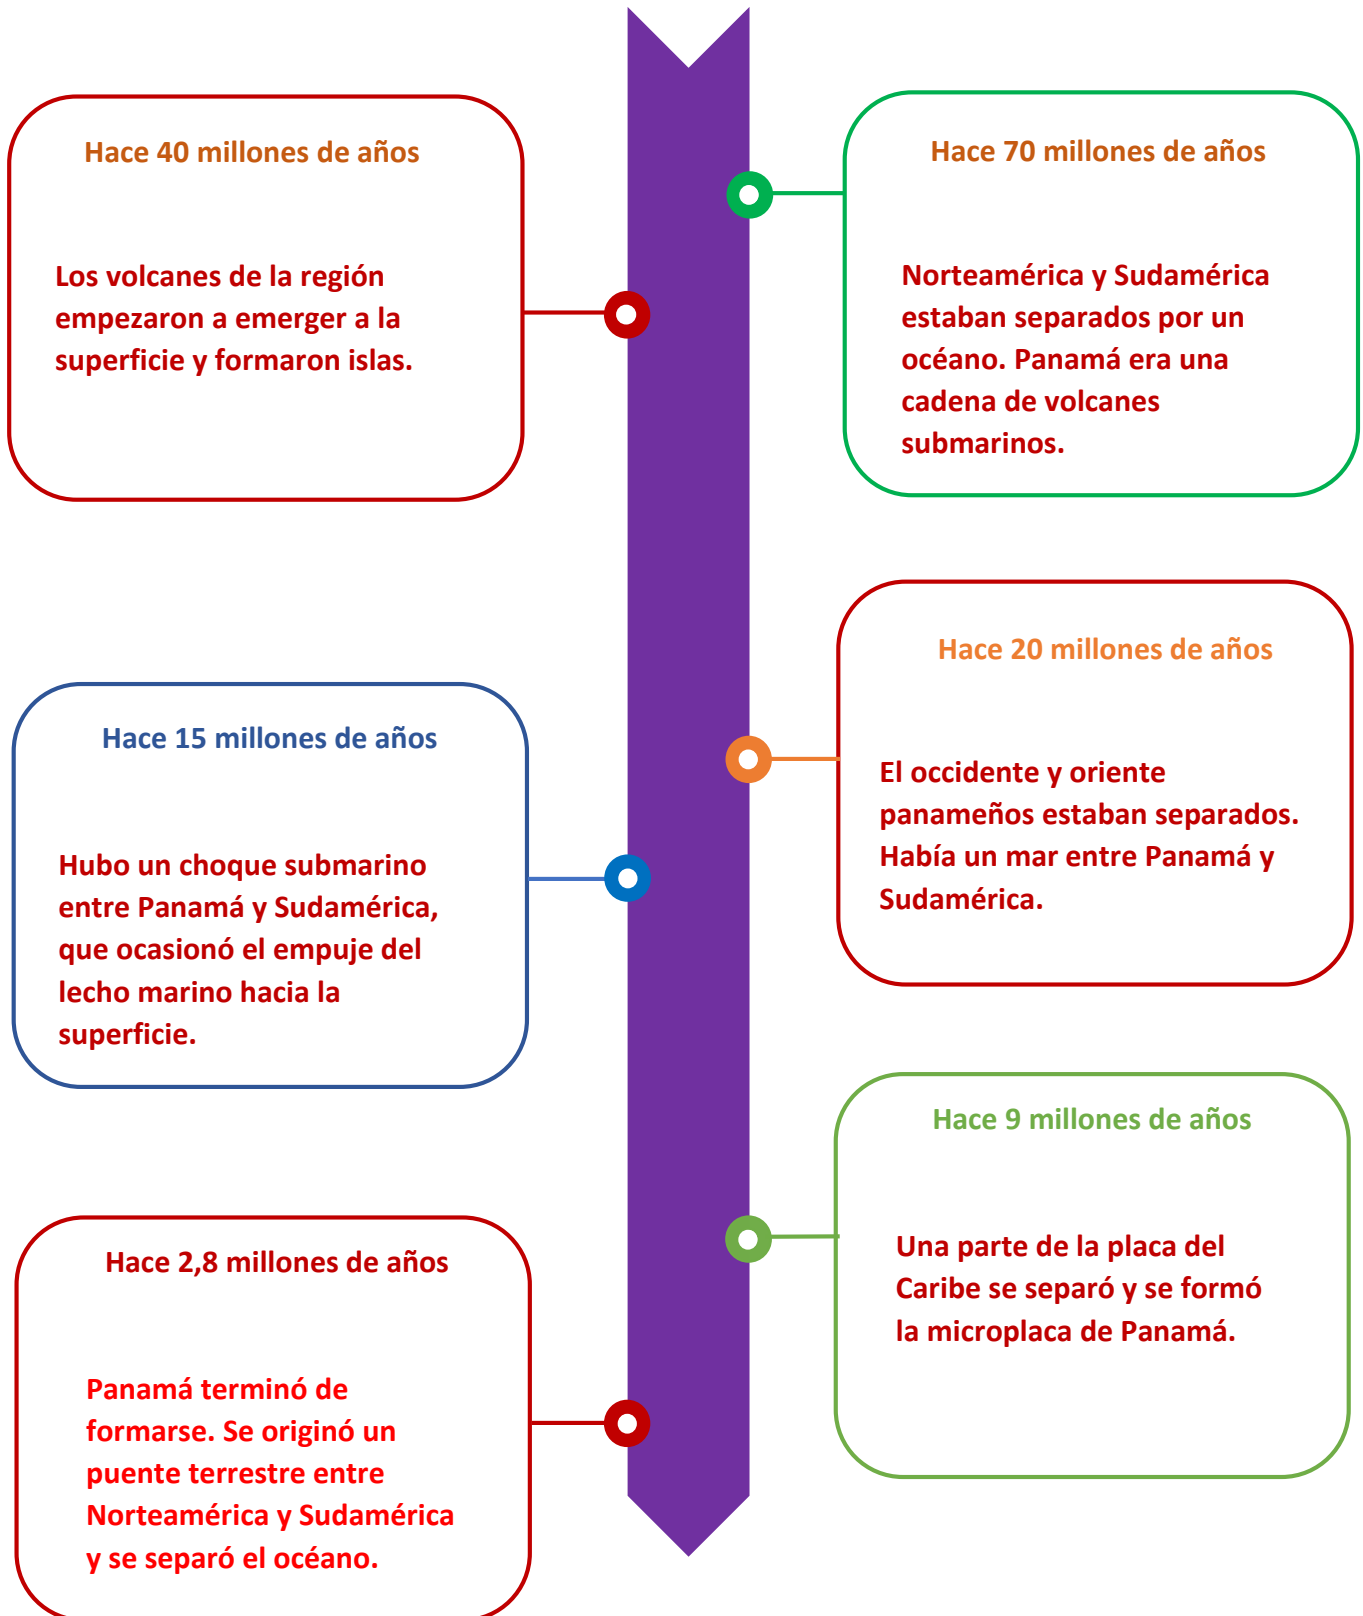 Hace 40 millones de años
Los volcanes de la región
empezaron a emerger a la
superficie y formaron islas.
Hace 70 millones de años
Norteamérica y Sudamérica
estaban separados por un
océano. Panamá era una
cadena de volcanes
submarinos.
Hace 20 millones de años
El occidente y oriente
panameños estaban separados.
Había un mar entre Panamá y
Sudamérica.
Hace 15 millones de años
Hubo un choque submarino
entre Panamá y Sudamérica,
que ocasionó el empuje del
lecho marino hacia la
superficie.
Hace 9 millones de años
Una parte de la placa del
Caribe se separó y se formó
la microplaca de Panamá.
Hace 2,8 millones de años
Panamá terminó de
formarse. Se originó un
puente terrestre entre
Norteamérica y Sudamérica
y se separó el océano.